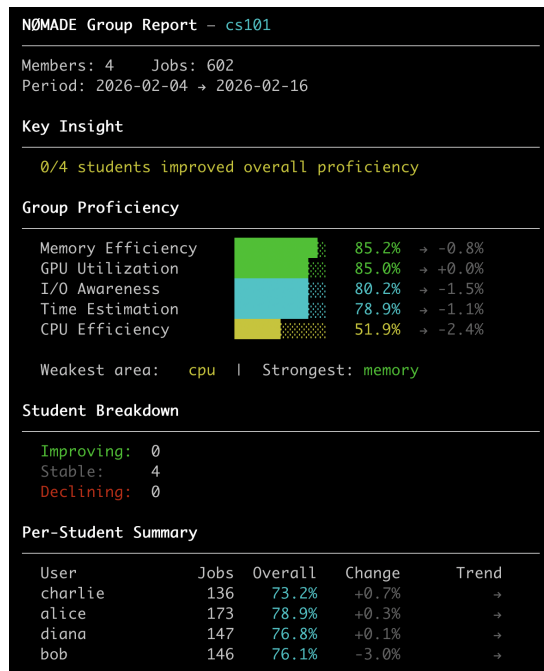 NØMADE Group Report — cs101
Members: 4    Jobs: 602
Period: 2026-02-04 → 2026-02-16
Key Insight
0/4 students improved overall proficiency
Group Proficiency
Memory Efficiency 85.2% → -0.8%
GPU Utilization 85.0% → +0.0%
I/O Awareness 80.2% → -1.5%
Time Estimation 78.9% → -1.1%
CPU Efficiency 51.9% → -2.4%
Weakest area: cpu | Strongest: memory
Student Breakdown
Improving: 0
Stable: 4
Declining: 0
Per-Student Summary
User Jobs Overall Change Trend
charlie 136 73.2% +0.7% →
alice 173 78.9% +0.3% →
diana 147 76.8% +0.1% →
bob 146 76.1% -3.0% →